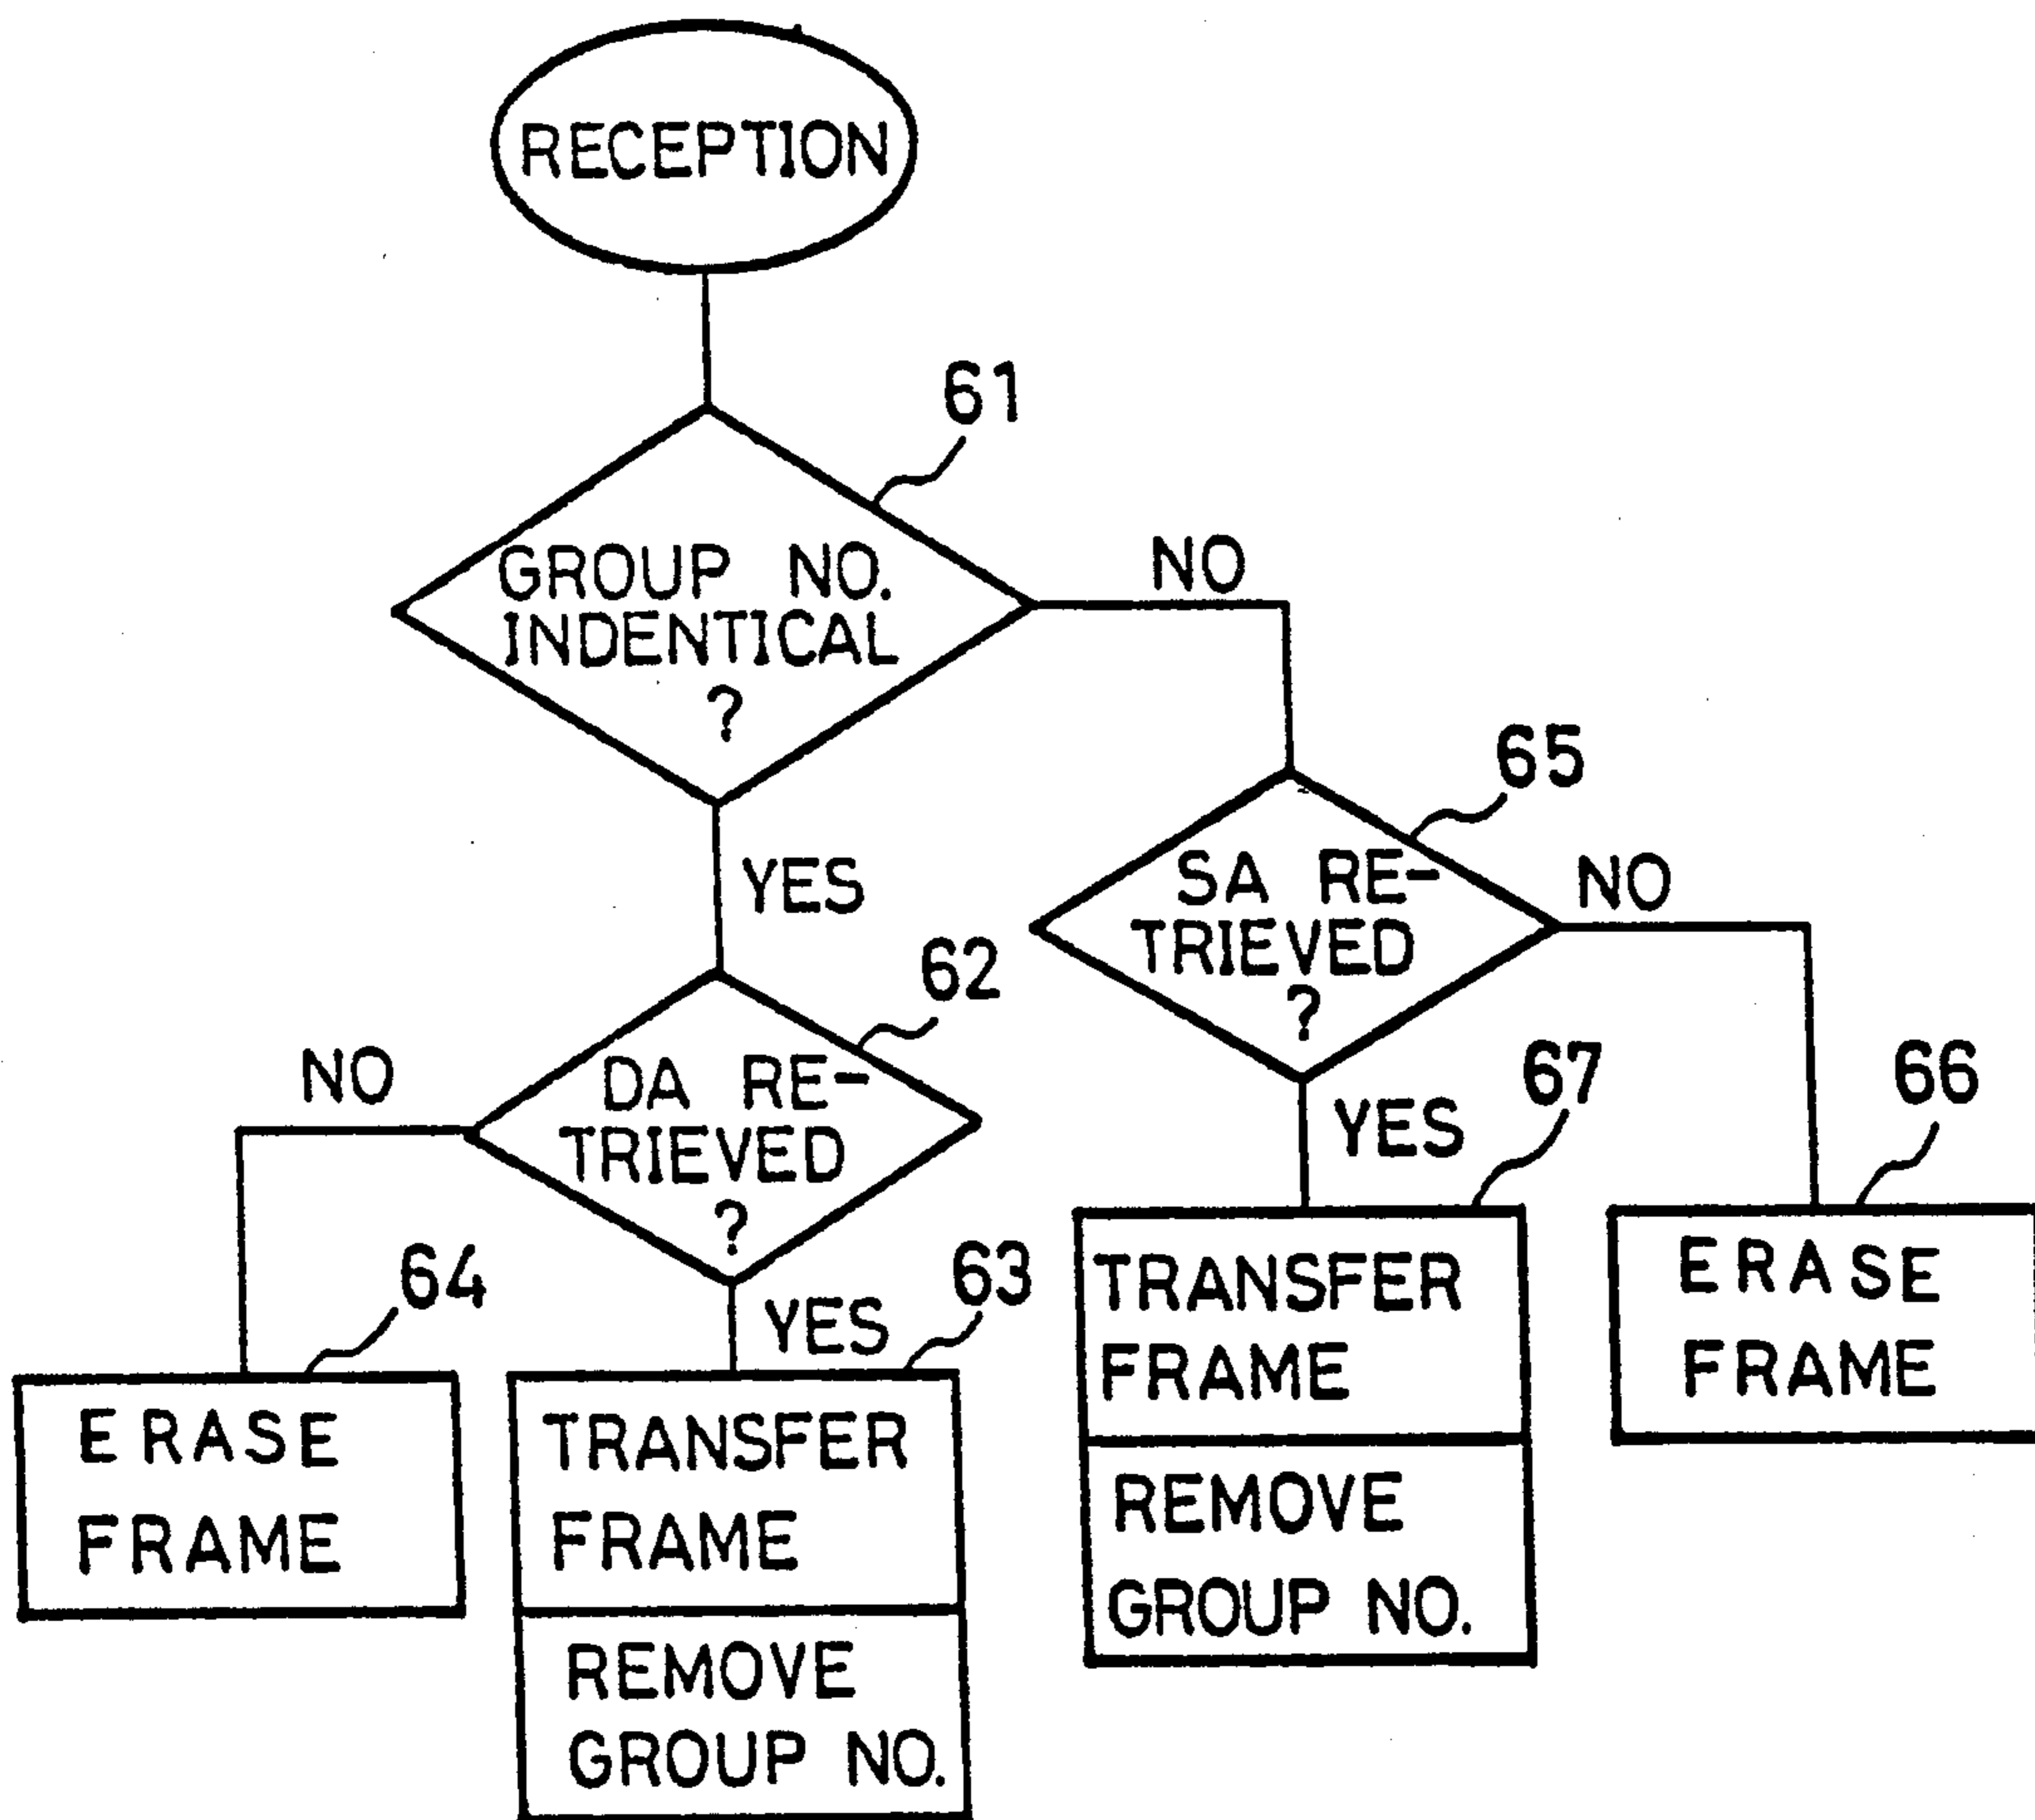 RECEPTION
61
GROUP NO.
INDENTICAL
?
NO
YES
65
SA RE-
TRIEVED
?
NO
62
DA RE-
TRIEVED
?
NO
YES
67
66
64
YES
63
TRANSFER
FRAME
REMOVE
GROUP NO.
ERASE
FRAME
ERASE
FRAME
TRANSFER
FRAME
REMOVE
GROUP NO.